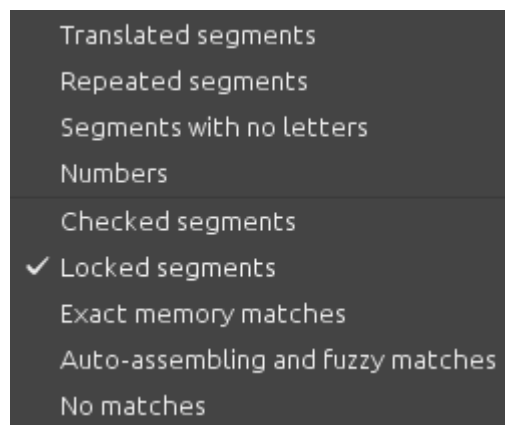 Translated segments
Repeated segments
Segments with no letters
Numbers
Checked segments
Locked segments
Exact memory matches
Auto-assembling and fuzzy matches
No matches